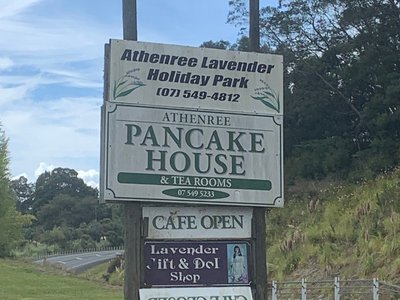 Athenree Lavender
Holiday Park
(07) 549-4812
ATHENREE
PANCAKE
HOUSE
& TEA ROOMS
07 549 5233
CAFE OPEN
Lavender
Gift & Doll
Shop